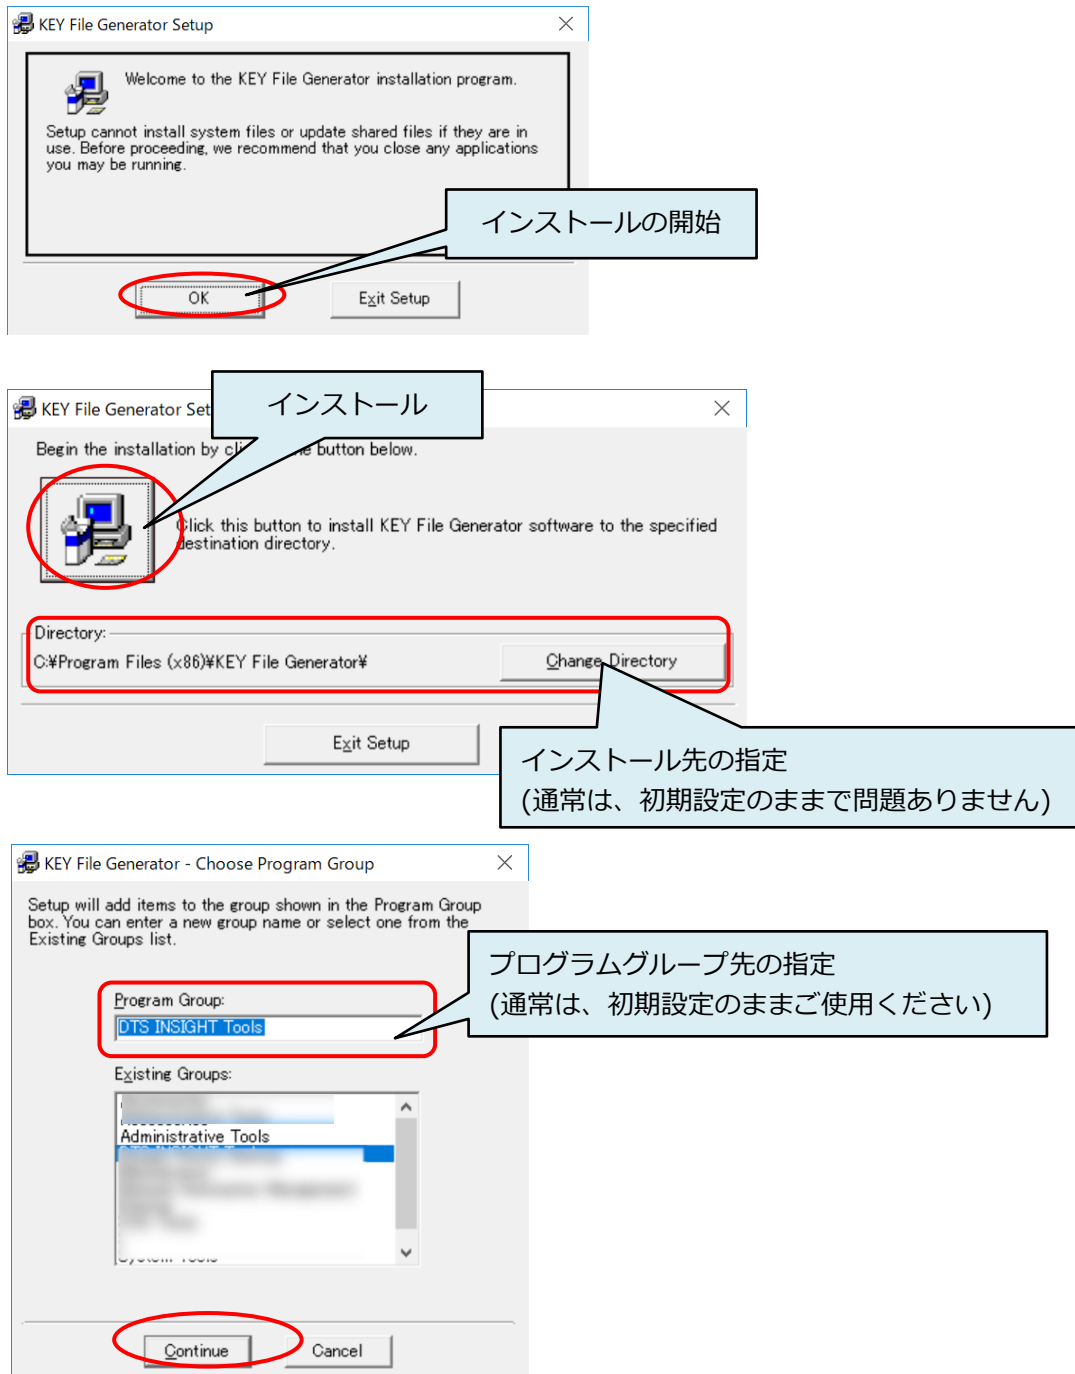 KEY File Generator Setup
Welcome to the KEY File Generator installation program.
Setup cannot install system files or update shared files if they are in
use. Before proceeding, we recommend that you close any applications
you may be running.
インストールの開始
OK
Exit Setup
インストール
KEY File Generator Set
Begin the installation by button below.
Click this button to install KEY File Generator software to the specified
destination directory.
Directory:
C:¥Program Files (x86)¥KEY File Generator¥
Change Directory
Exit Setup
インストール先の指定
(通常は、初期設定のままで問題ありません)
KEY File Generator - Choose Program Group
Setup will add items to the group shown in the Program Group
box. You can enter a new group name or select one from the
Existing Groups list.
プログラムグループ先の指定
(通常は、初期設定のままご使用ください)
Program Group:
DTS INSIGHT Tools
Existing Groups:
Administrative Tools
Continue
Cancel